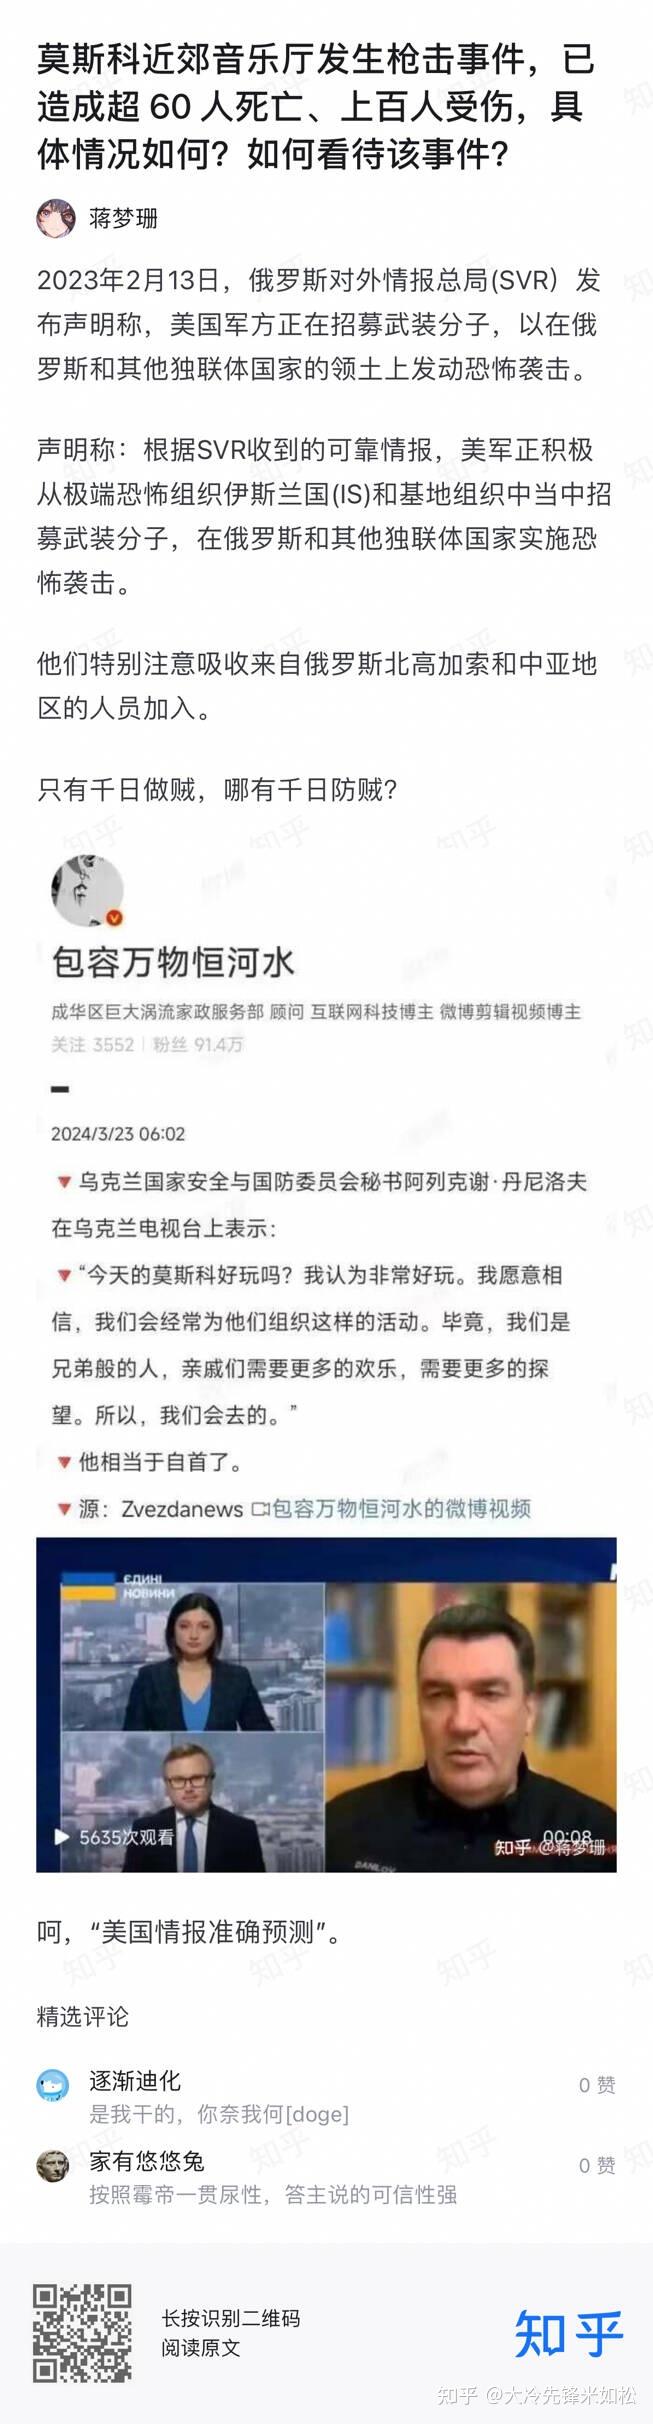 莫斯科近郊音乐厅发生枪击事件，已
造成超 60 人死亡、上百人受伤，具
体情况如何？如何看待该事件？
蒋梦珊
2023年2月13日，俄罗斯对外情报总局(SVR）发
布声明称，美国军方正在招募武装分子，以在俄
罗斯和其他独联体国家的领土上发动恐怖袭击。
声明称：根据SVR收到的可靠情报，美军正积极
从极端恐怖组织伊斯兰国(IS)和基地组织中当中招
募武装分子，在俄罗斯和其他独联体国家实施恐
怖袭击。
他们特别注意吸收来自俄罗斯北高加索和中亚地
区的人员加入。
只有千日做贼，哪有千日防贼？
包容万物恒河水
成华区巨大涡流家政服务部 顾问 互联网科技博主 微博剪辑视频博主
关注 3552 | 粉丝 91.4万
2024/3/23 06:02
🔻乌克兰国家安全与国防委员会秘书阿列克谢·丹尼洛夫
在乌克兰电视台上表示：
🔻“今天的莫斯科好玩吗？我认为非常好玩。我愿意相
信，我们会经常为他们组织这样的活动。毕竟，我们是
兄弟般的人，亲戚们需要更多的欢乐，需要更多的探
望。所以，我们会去的。”
🔻他相当于自首了。
🔻源：Zvezdanews 包容万物恒河水的微博视频
ЄДИНІ
НОВИНИ
5635次观看
00:08
知乎 @蒋梦珊
DANILOV
呵，“美国情报准确预测”。
精选评论
逐渐迪化
0 赞
是我干的，你奈我何[doge]
家有悠悠兔
0 赞
按照霉帝一贯尿性，答主说的可信性强
长按识别二维码
阅读原文
知乎
知乎 @大冷先锋米如松